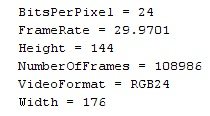 BitsPerPixel = 24
FrameRate = 29.9701
Height = 144
NumberOfFrames = 108986
VideoFormat = RGB24
Width = 176